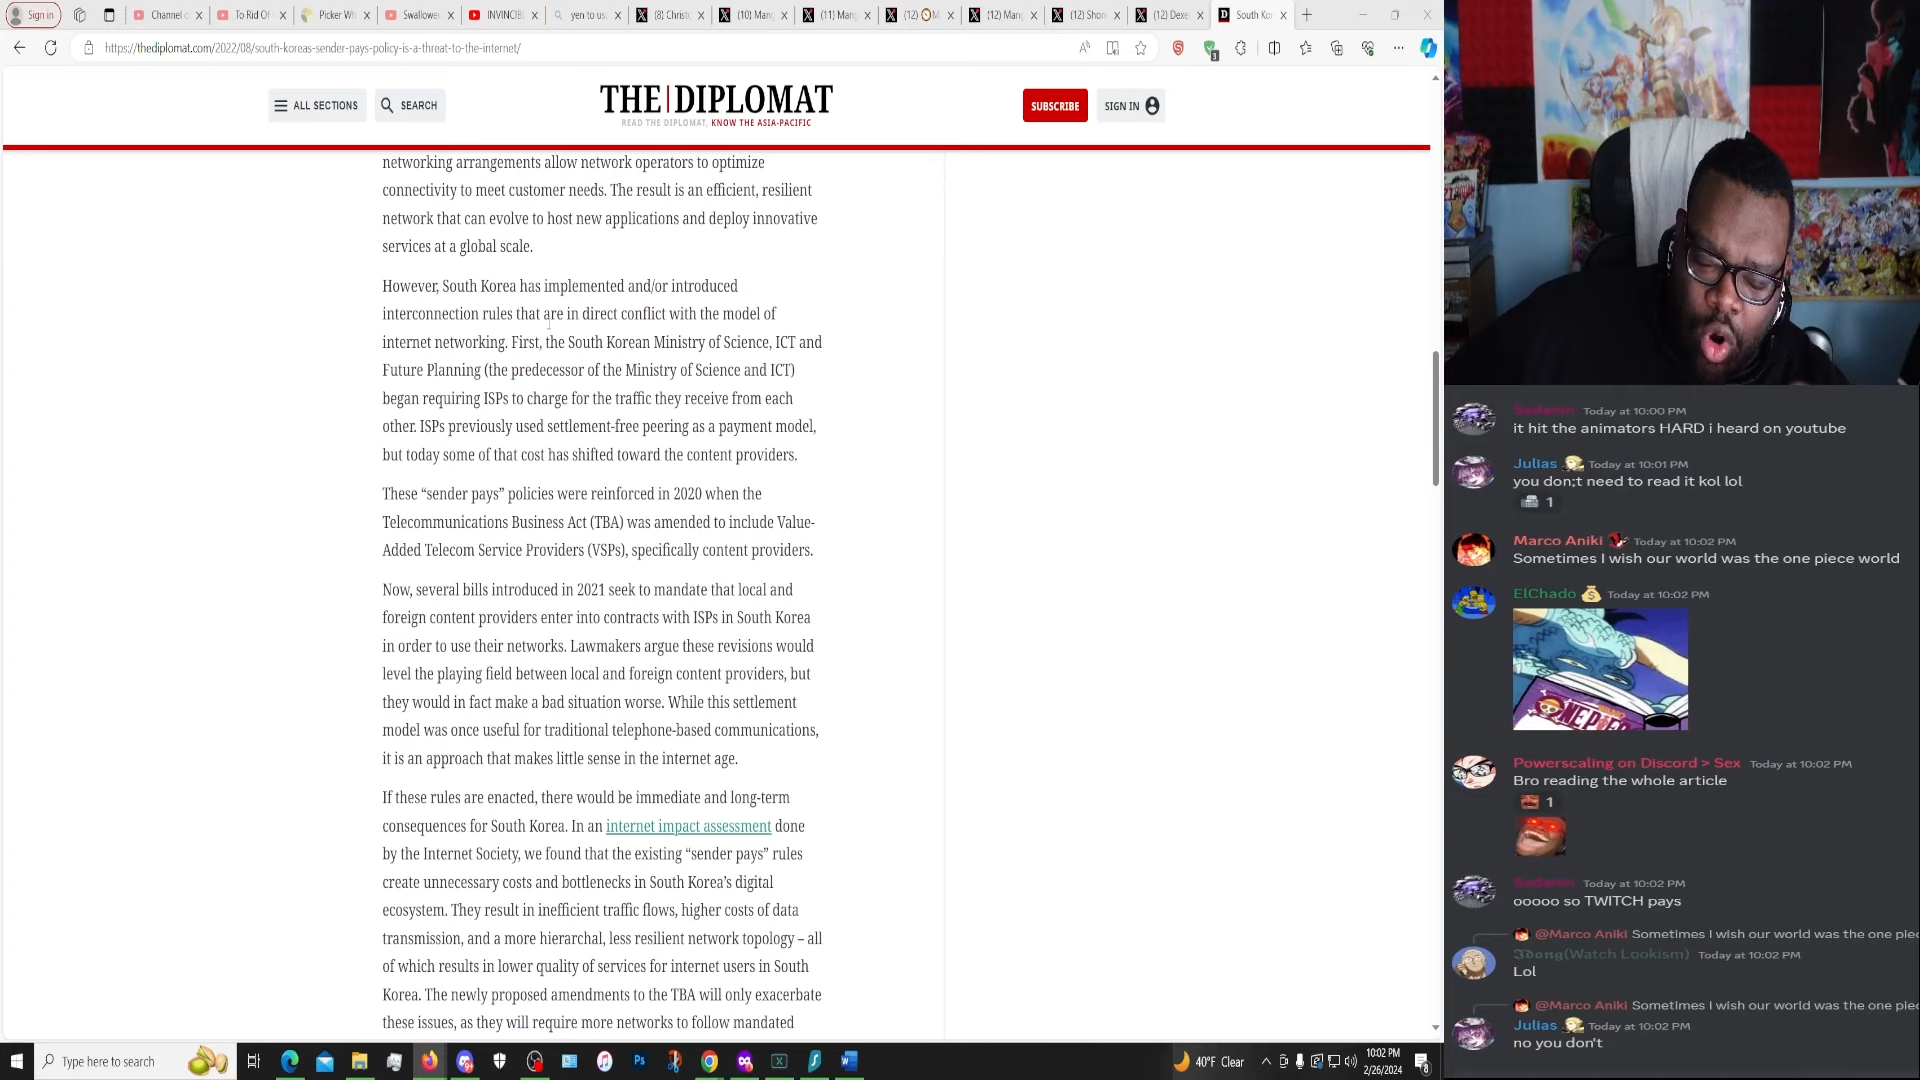 Sign in
Channel c
To Rid Of
Picker Wh
Swallowe
INVINCIBL
yen to us
(8) Christ
(10) Mang
(11) Mang
(12)
(12) Mang
(12) Shon
(12) Dexe
South Kor
https://thediplomat.com/2022/08/south-koreas-sender-pays-policy-is-a-threat-to-the-internet/
ALL SECTIONS
SEARCH
THE DIPLOMAT
READ THE DIPLOMAT, KNOW THE ASIA-PACIFIC
SUBSCRIBE
SIGN IN
networking arrangements allow network operators to optimize
connectivity to meet customer needs. The result is an efficient, resilient
network that can evolve to host new applications and deploy innovative
services at a global scale.
However, South Korea has implemented and/or introduced
interconnection rules that are in direct conflict with the model of
internet networking. First, the South Korean Ministry of Science, ICT and
Future Planning (the predecessor of the Ministry of Science and ICT)
began requiring ISPs to charge for the traffic they receive from each
other. ISPs previously used settlement-free peering as a payment model,
but today some of that cost has shifted toward the content providers.
These “sender pays” policies were reinforced in 2020 when the
Telecommunications Business Act (TBA) was amended to include Value-
Added Telecom Service Providers (VSPs), specifically content providers.
Now, several bills introduced in 2021 seek to mandate that local and
foreign content providers enter into contracts with ISPs in South Korea
in order to use their networks. Lawmakers argue these revisions would
level the playing field between local and foreign content providers, but
they would in fact make a bad situation worse. While this settlement
model was once useful for traditional telephone-based communications,
it is an approach that makes little sense in the internet age.
If these rules are enacted, there would be immediate and long-term
consequences for South Korea. In an internet impact assessment done
by the Internet Society, we found that the existing “sender pays” rules
create unnecessary costs and bottlenecks in South Korea’s digital
ecosystem. They result in inefficient traffic flows, higher costs of data
transmission, and a more hierarchal, less resilient network topology – all
of which results in lower quality of services for internet users in South
Korea. The newly proposed amendments to the TBA will only exacerbate
these issues, as they will require more networks to follow mandated
Today at 10:00 PM
it hit the animators HARD i heard on youtube
Julias Today at 10:01 PM
you don;t need to read it kol lol
1
Marco Aniki Today at 10:02 PM
Sometimes I wish our world was the one piece world
ElChado Today at 10:02 PM
Powerscaling on Discord > Sex Today at 10:02 PM
Bro reading the whole article
1
Today at 10:02 PM
ooooo so TWITCH pays
@Marco Aniki Sometimes I wish our world was the one piec
(Watch Lookism) Today at 10:02 PM
Lol
@Marco Aniki Sometimes I wish our world was the one piec
Julias Today at 10:02 PM
no you don't
Type here to search
40°F Clear
10:02 PM
2/26/2024